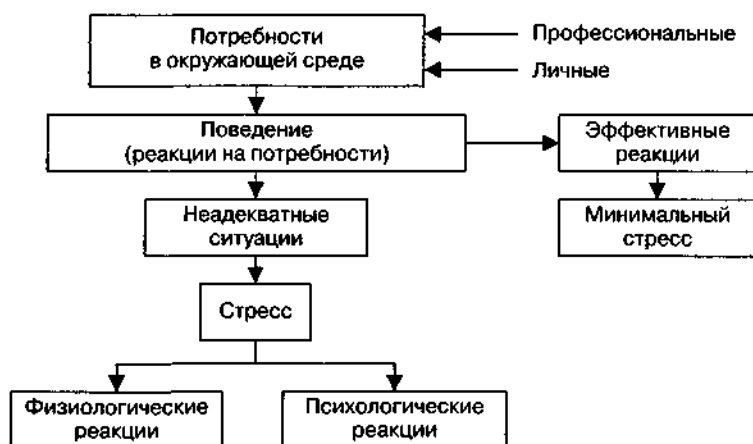 Потребности
в окружающей среде
Профессиональные
Личные
Поведение
(реакции на потребности)
Эффективные
реакции
Неадекватные
ситуации
Минимальный
стресс
Стресс
Физиологические
реакции
Психологические
реакции